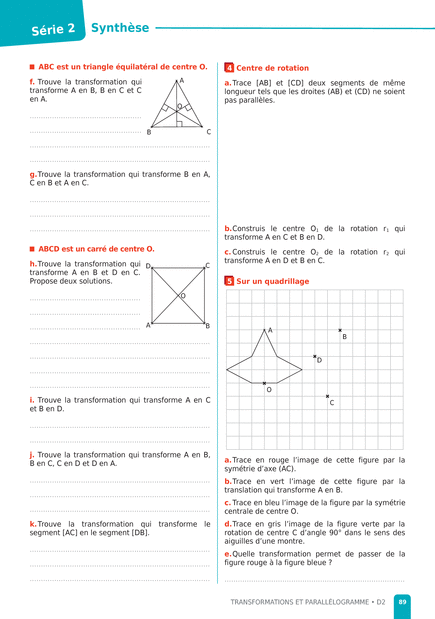 Série 2
Synthèse
ABC est un triangle équilatéral de centre O.
f. Trouve la transformation qui
transforme A en B, B en C et C
en A.
A
O
B
C
g. Trouve la transformation qui transforme B en A,
C en B et A en C.
ABCD est un carré de centre O.
h. Trouve la transformation qui
transforme A en B et D en C.
Propose deux solutions.
D
C
O
A
B
i. Trouve la transformation qui transforme A en C
et B en D.
j. Trouve la transformation qui transforme A en B,
B en C, C en D et D en A.
k. Trouve la transformation qui transforme le
segment [AC] en le segment [DB].
4 Centre de rotation
a. Trace [AB] et [CD] deux segments de même
longueur tels que les droites (AB) et (CD) ne soient
pas parallèles.
b. Construis le centre O₁ de la rotation r₁ qui
transforme A en C et B en D.
c. Construis le centre O₂ de la rotation r₂ qui
transforme A en D et B en C.
5 Sur un quadrillage
A
B
D
O
C
a. Trace en rouge l'image de cette figure par la
symétrie d'axe (AC).
b. Trace en vert l'image de cette figure par la
translation qui transforme A en B.
c. Trace en bleu l'image de la figure par la symétrie
centrale de centre O.
d. Trace en gris l'image de la figure verte par la
rotation de centre C d'angle 90° dans le sens des
aiguilles d'une montre.
e. Quelle transformation permet de passer de la
figure rouge à la figure bleue ?
TRANSFORMATIONS ET PARALLÉLOGRAMME • D2
89